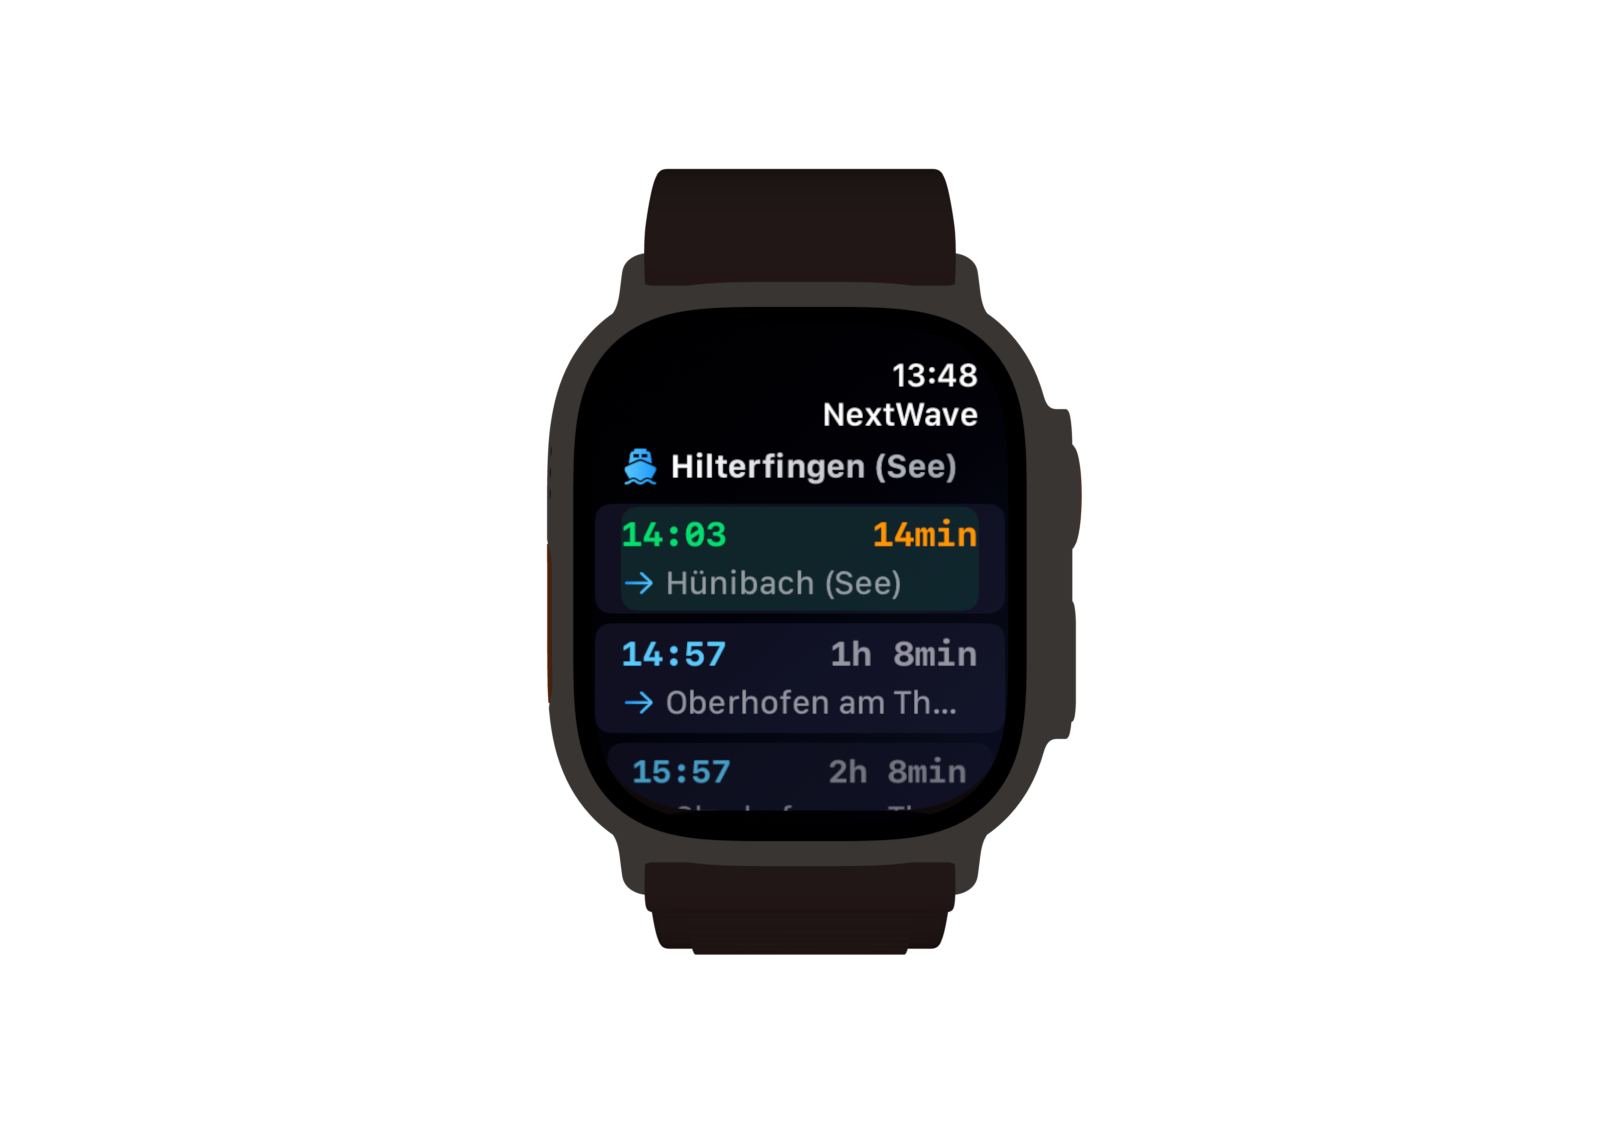 13:48
NextWave
Hilterfingen (See)
14:03 14min
→ Hünibach (See)
14:57 1h 8min
→ Oberhofen am Th...
15:57 2h 8min